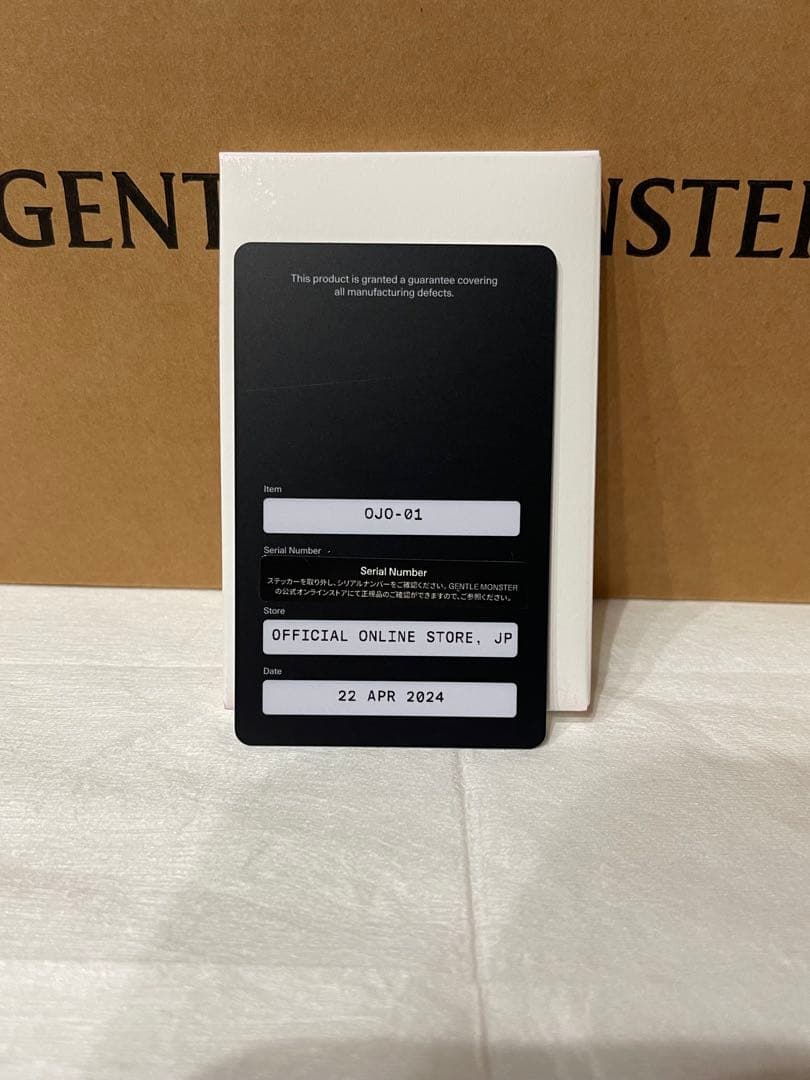 GENT
NSTE
This product is granted a guarantee covering
all manufacturing defects.
Item
OJO-01
Serial Number
Serial Number
ステッカーを取り外し、シリアルナンバーをご確認ください。GENTLE MONSTER
の公式オンラインストアにて正規品のご確認ができますので、ご参照ください。
Store
OFFICIAL ONLINE STORE, JP
Date
22 APR 2024